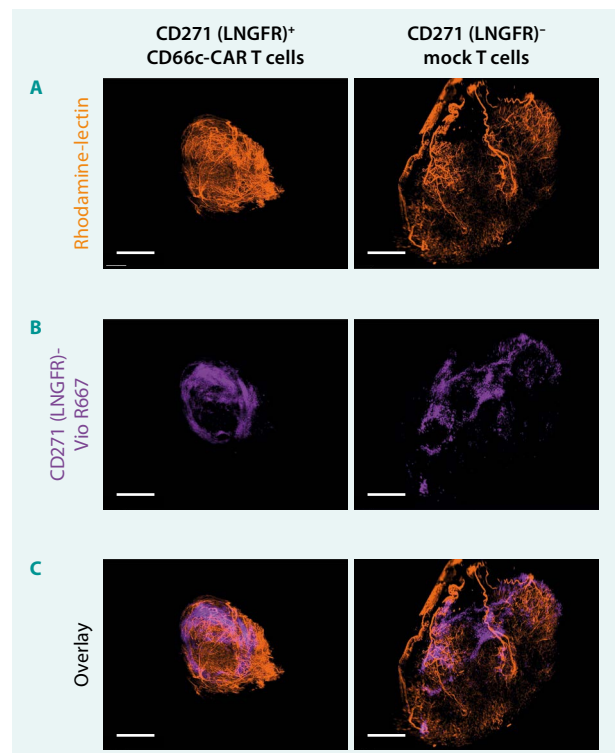 CD271 (LNGFR)⁺
CD66c-CAR T cells
CD271 (LNGFR)⁻
mock T cells
A
Rhodamine-lectin
B
CD271 (LNGFR)-
Vio R667
C
Overlay